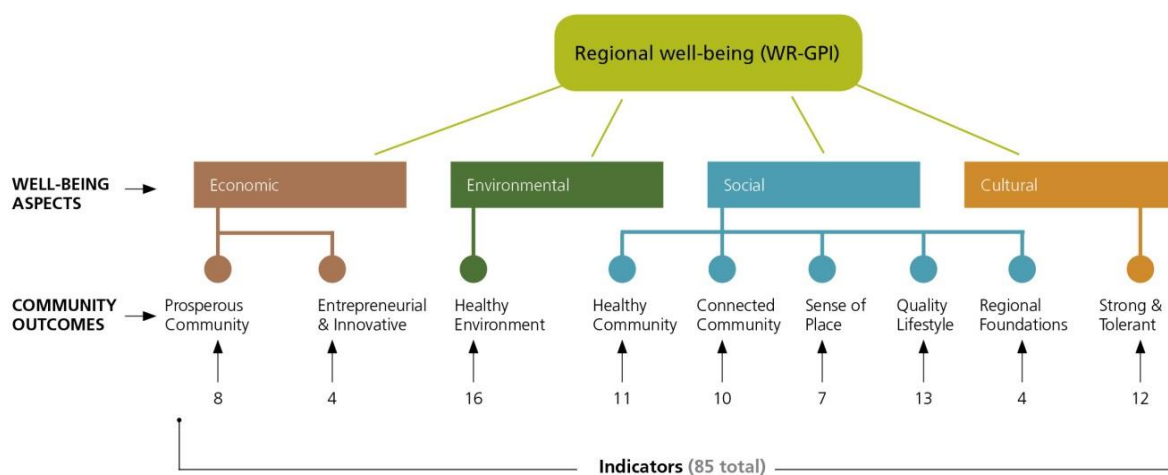 Regional well-being (WR-GPI)
WELL-BEING
ASPECTS
Economic
Environmental
Social
Cultural
COMMUNITY
OUTCOMES
Prosperous
Community
Entrepreneurial
& Innovative
Healthy
Environment
Healthy
Community
Connected
Community
Sense of
Place
Quality
Lifestyle
Regional
Foundations
Strong &
Tolerant
8
4
16
11
10
7
13
4
12
Indicators (85 total)